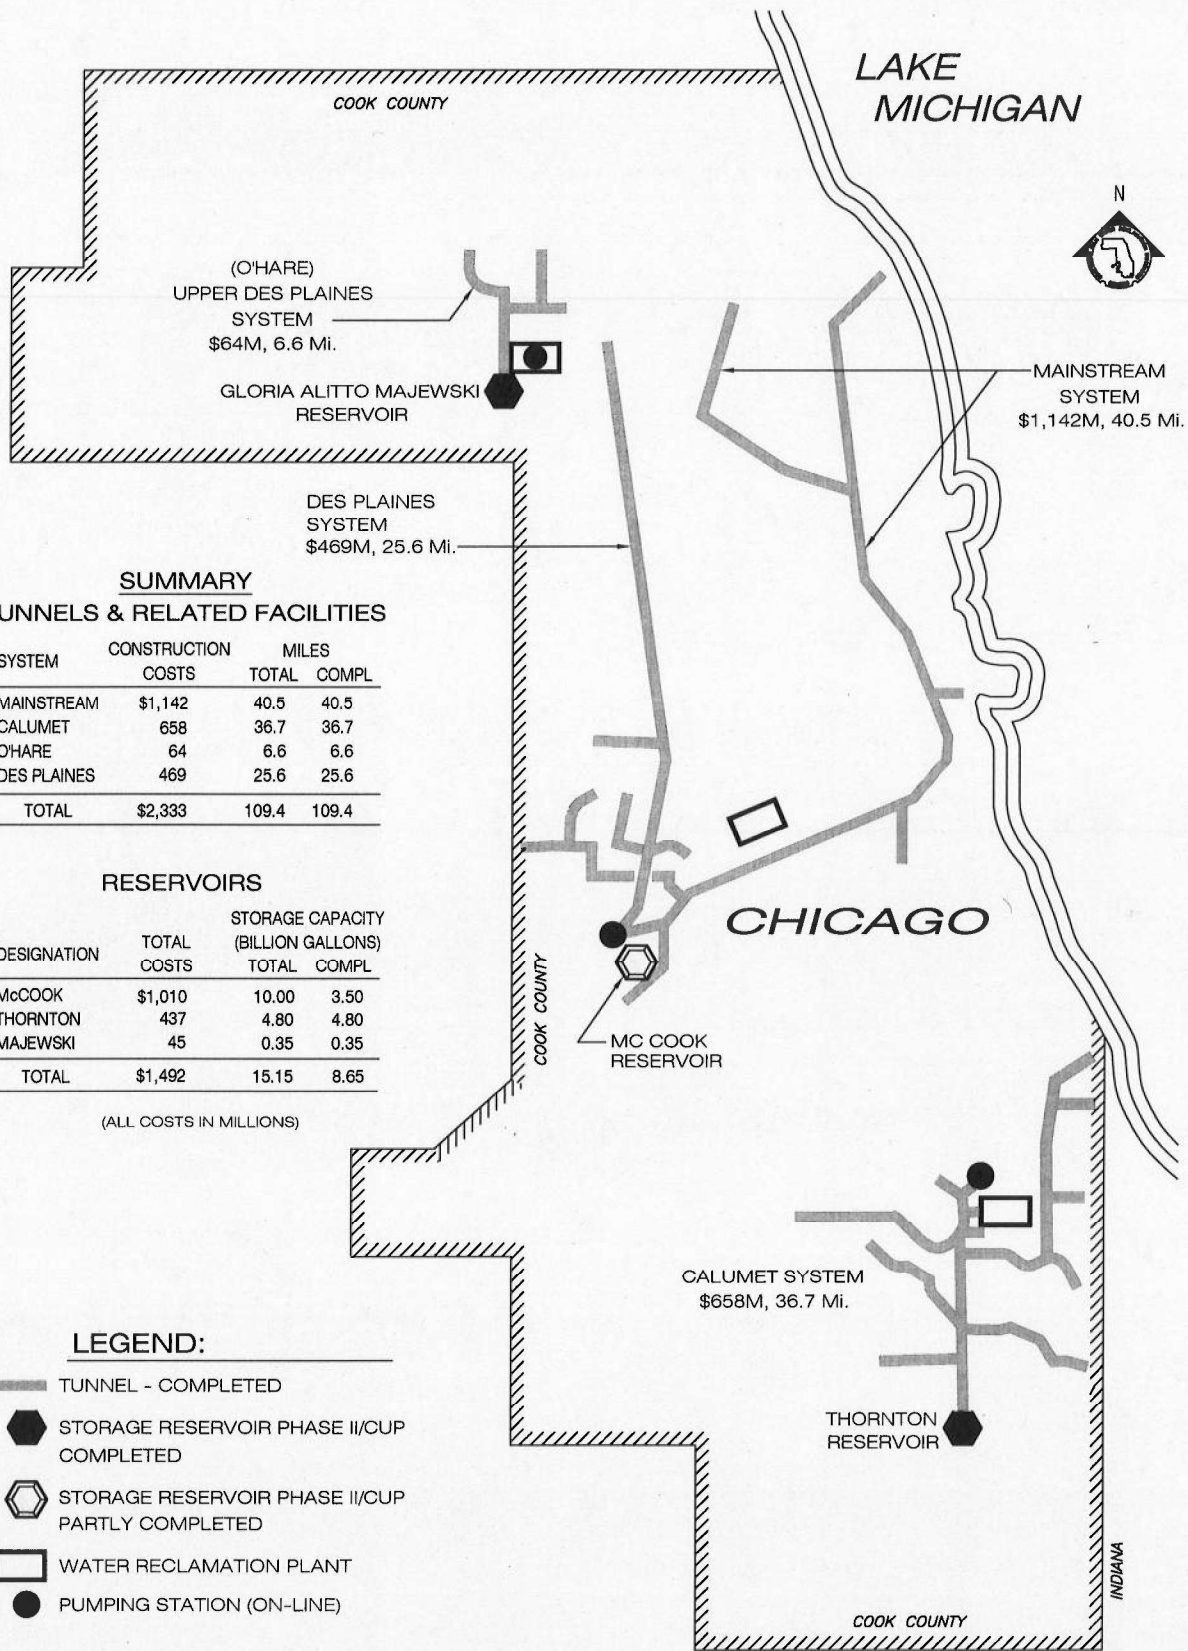 LAKE
MICHIGAN
COOK COUNTY
N
(O'HARE)
UPPER DES PLAINES
SYSTEM
$64M, 6.6 Mi.
GLORIA ALITTO MAJEWSKI
RESERVOIR
MAINSTREAM
SYSTEM
$1,142M, 40.5 Mi.
DES PLAINES
SYSTEM
$469M, 25.6 Mi.
SUMMARY
UNNELS & RELATED FACILITIES
SYSTEM CONSTRUCTION COSTS MILES TOTAL COMPL
MAINSTREAM $1,142 40.5 40.5
CALUMET 658 36.7 36.7
O'HARE 64 6.6 6.6
DES PLAINES 469 25.6 25.6
TOTAL $2,333 109.4 109.4
RESERVOIRS
DESIGNATION TOTAL COSTS STORAGE CAPACITY (BILLION GALLONS) TOTAL COMPL
McCOOK $1,010 10.00 3.50
THORNTON 437 4.80 4.80
MAJEWSKI 45 0.35 0.35
TOTAL $1,492 15.15 8.65
(ALL COSTS IN MILLIONS)
CHICAGO
COOK COUNTY
MC COOK
RESERVOIR
CALUMET SYSTEM
$658M, 36.7 Mi.
THORNTON
RESERVOIR
LEGEND:
TUNNEL - COMPLETED
STORAGE RESERVOIR PHASE II/CUP
COMPLETED
STORAGE RESERVOIR PHASE II/CUP
PARTLY COMPLETED
WATER RECLAMATION PLANT
PUMPING STATION (ON-LINE)
INDIANA
COOK COUNTY